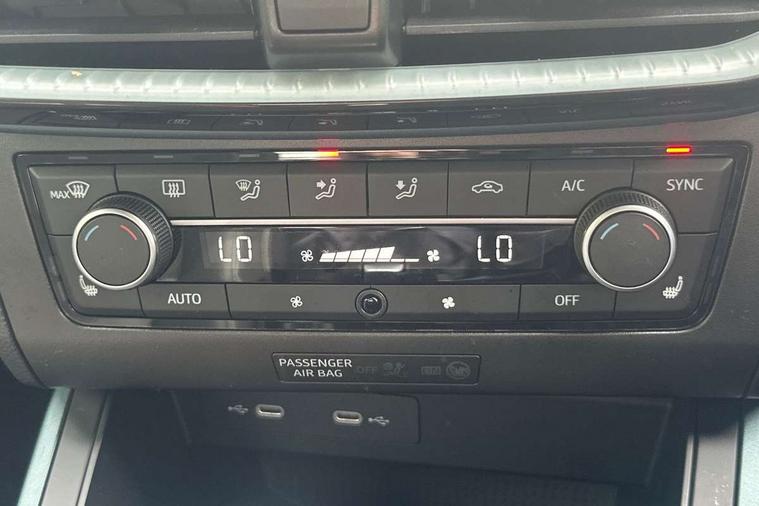 MAX
A/C
SYNC
LO
LO
AUTO
OFF
PASSENGER
AIR BAG
OFF